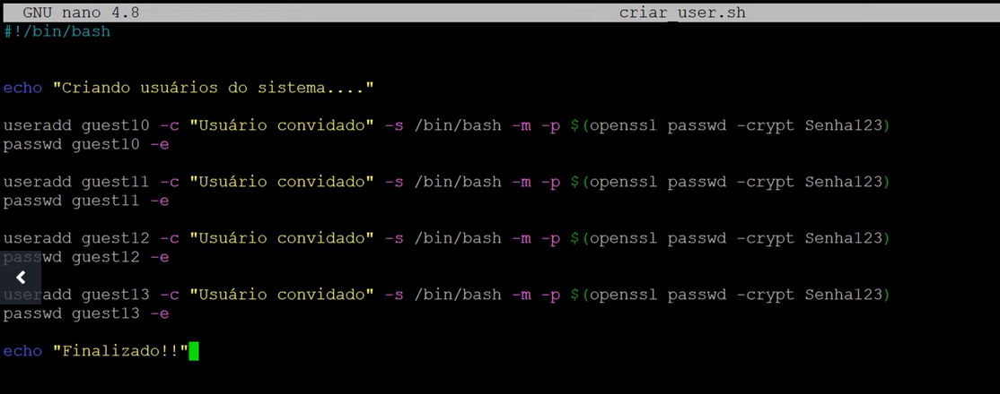 GNU nano 4.8 criar_user.sh
#!/bin/bash
echo "Criando usuários do sistema...."
useradd guest10 -c "Usuário convidado" -s /bin/bash -m -p $(openssl passwd -crypt Senha123)
passwd guest10 -e
useradd guest11 -c "Usuário convidado" -s /bin/bash -m -p $(openssl passwd -crypt Senha123)
passwd guest11 -e
useradd guest12 -c "Usuário convidado" -s /bin/bash -m -p $(openssl passwd -crypt Senha123)
passwd guest12 -e
useradd guest13 -c "Usuário convidado" -s /bin/bash -m -p $(openssl passwd -crypt Senha123)
passwd guest13 -e
echo "Finalizado!!"